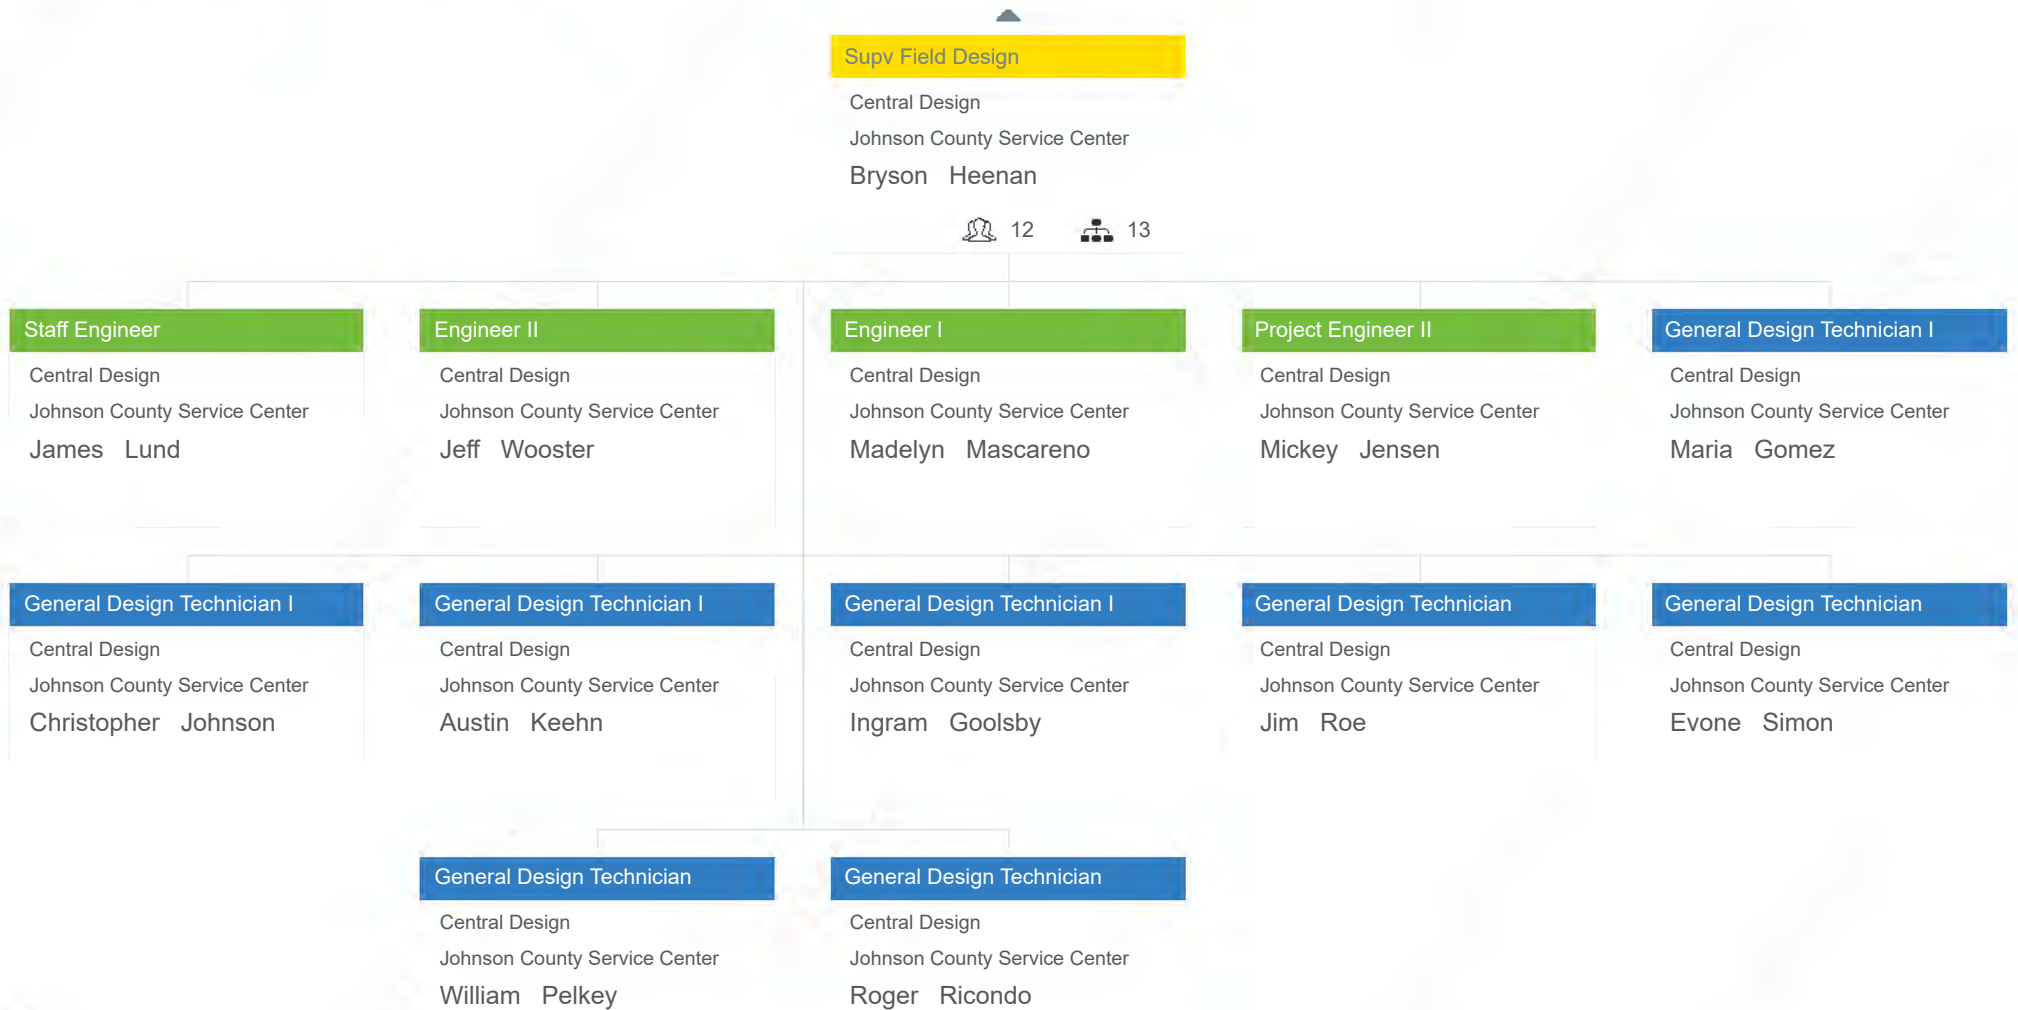 Supv Field Design
Central Design
Johnson County Service Center
Bryson Heenan
12 13
Staff Engineer
Central Design
Johnson County Service Center
James Lund
Engineer II
Central Design
Johnson County Service Center
Jeff Wooster
Engineer I
Central Design
Johnson County Service Center
Madelyn Mascareno
Project Engineer II
Central Design
Johnson County Service Center
Mickey Jensen
General Design Technician I
Central Design
Johnson County Service Center
Maria Gomez
General Design Technician I
Central Design
Johnson County Service Center
Christopher Johnson
General Design Technician I
Central Design
Johnson County Service Center
Austin Keehn
General Design Technician I
Central Design
Johnson County Service Center
Ingram Goolsby
General Design Technician
Central Design
Johnson County Service Center
Jim Roe
General Design Technician
Central Design
Johnson County Service Center
Evone Simon
General Design Technician
Central Design
Johnson County Service Center
William Pelkey
General Design Technician
Central Design
Johnson County Service Center
Roger Ricondo